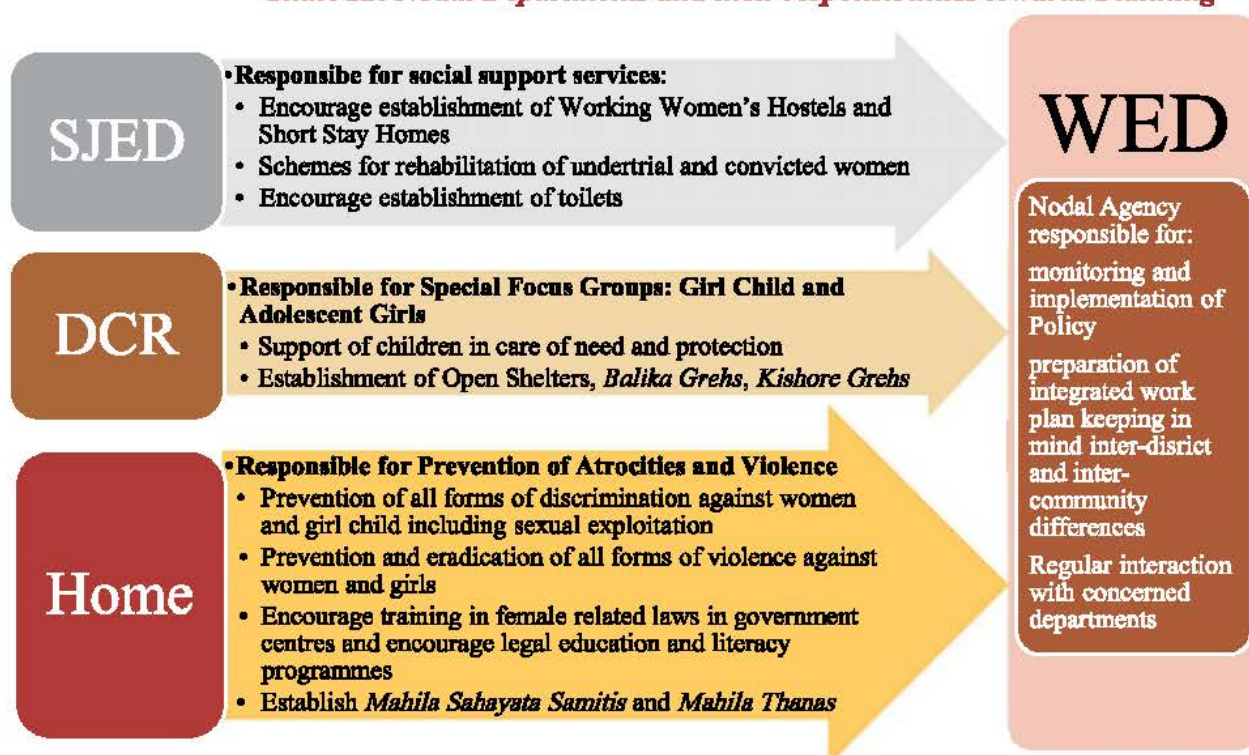 SJED
•Responsibe for social support services:
• Encourage establishment of Working Women's Hostels and
Short Stay Homes
• Schemes for rehabilitation of undertrial and convicted women
• Encourage establishment of toilets
DCR
•Responsible for Special Focus Groups: Girl Child and
Adolescent Girls
• Support of children in care of need and protection
• Establishment of Open Shelters, Balika Grehs, Kishore Grehs
Home
•Responsible for Prevention of Atrocities and Violence
• Prevention of all forms of discrimination against women
and girl child including sexual exploitation
• Prevention and eradication of all forms of violence against
women and girls
• Encourage training in female related laws in government
centres and encourage legal education and literacy
programmes
• Establish Mahila Sahayata Samitis and Mahila Thanas
WED
Nodal Agency
responsible for:
monitoring and
implementation of
Policy
preparation of
integrated work
plan keeping in
mind inter-disrict
and inter-
community
differences
Regular interaction
with concerned
departments